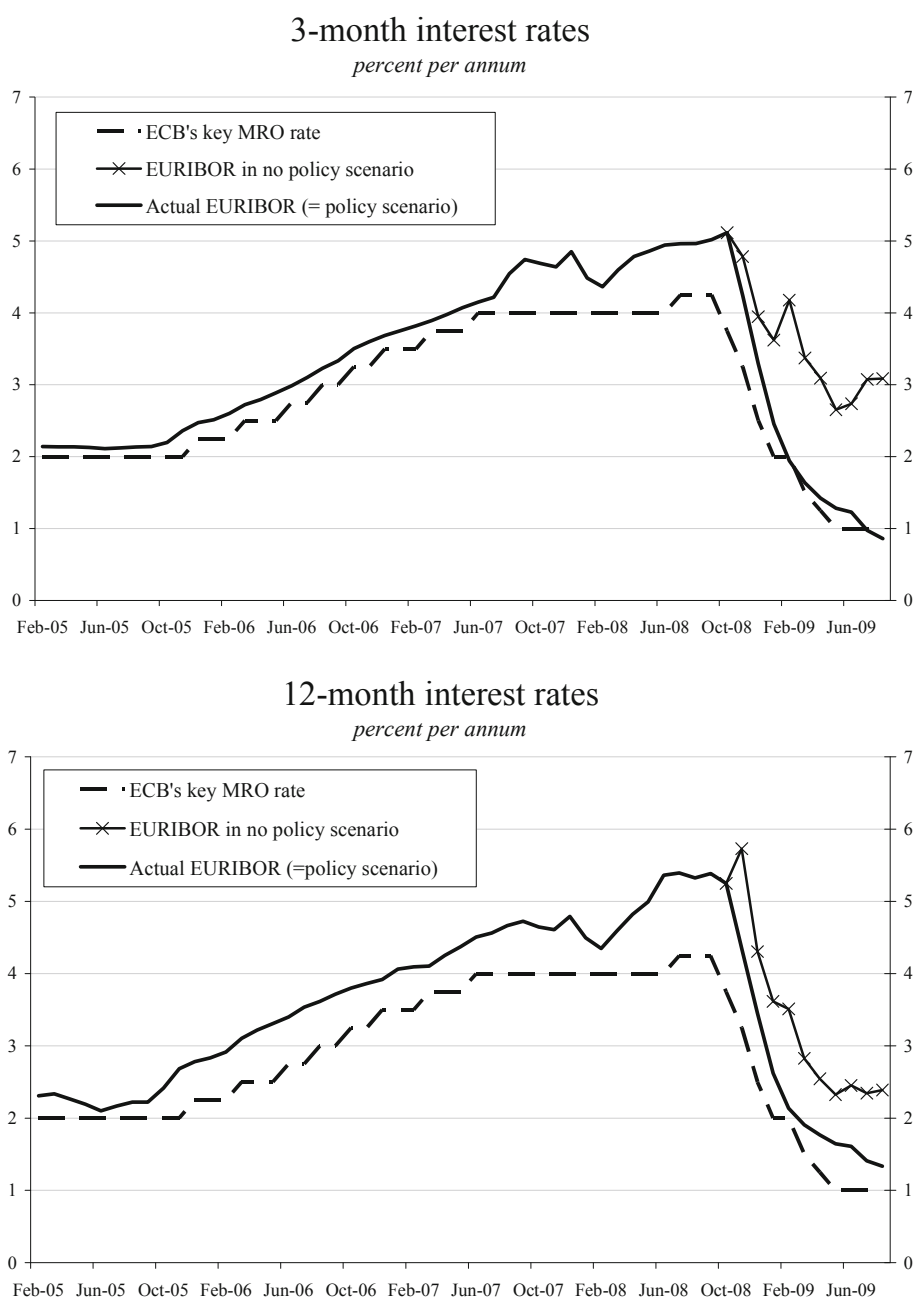 3-month interest rates
percent per annum
7 7
ECB's key MRO rate
6 EURIBOR in no policy scenario 6
Actual EURIBOR (= policy scenario)
5 5
4 4
3 3
2 2
1 1
0 0
Feb-05 Jun-05 Oct-05 Feb-06 Jun-06 Oct-06 Feb-07 Jun-07 Oct-07 Feb-08 Jun-08 Oct-08 Feb-09 Jun-09
12-month interest rates
percent per annum
7 7
ECB's key MRO rate
6 EURIBOR in no policy scenario 6
Actual EURIBOR (=policy scenario)
5 5
4 4
3 3
2 2
1 1
0 0
Feb-05 Jun-05 Oct-05 Feb-06 Jun-06 Oct-06 Feb-07 Jun-07 Oct-07 Feb-08 Jun-08 Oct-08 Feb-09 Jun-09